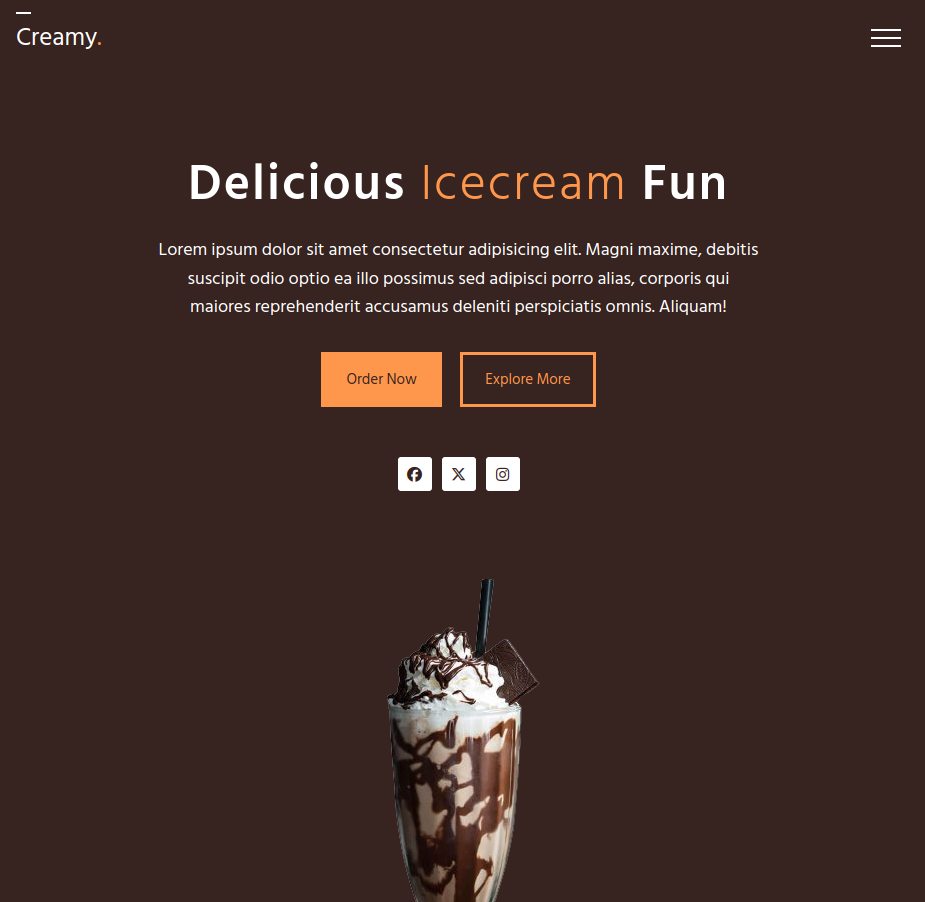 Creamy.
Delicious Icecream Fun
Lorem ipsum dolor sit amet consectetur adipisicing elit. Magni maxime, debitis
suscipit odio optio ea illo possimus sed adipisci porro alias, corporis qui
maiores reprehenderit accusamus deleniti perspiciatis omnis. Aliquam!
Order Now
Explore More